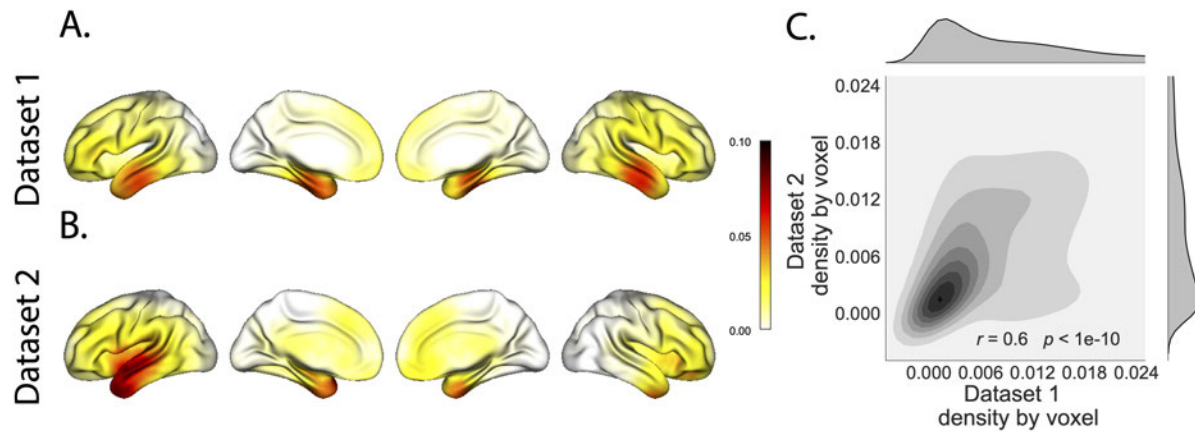 A.
Dataset 1
B.
Dataset 2
0.10
0.05
0.00
C.
Dataset 2
density by voxel
0.024
0.018
0.012
0.006
0.000
r = 0.6 p < 1e-10
0.000 0.006 0.012 0.018 0.024
Dataset 1
density by voxel